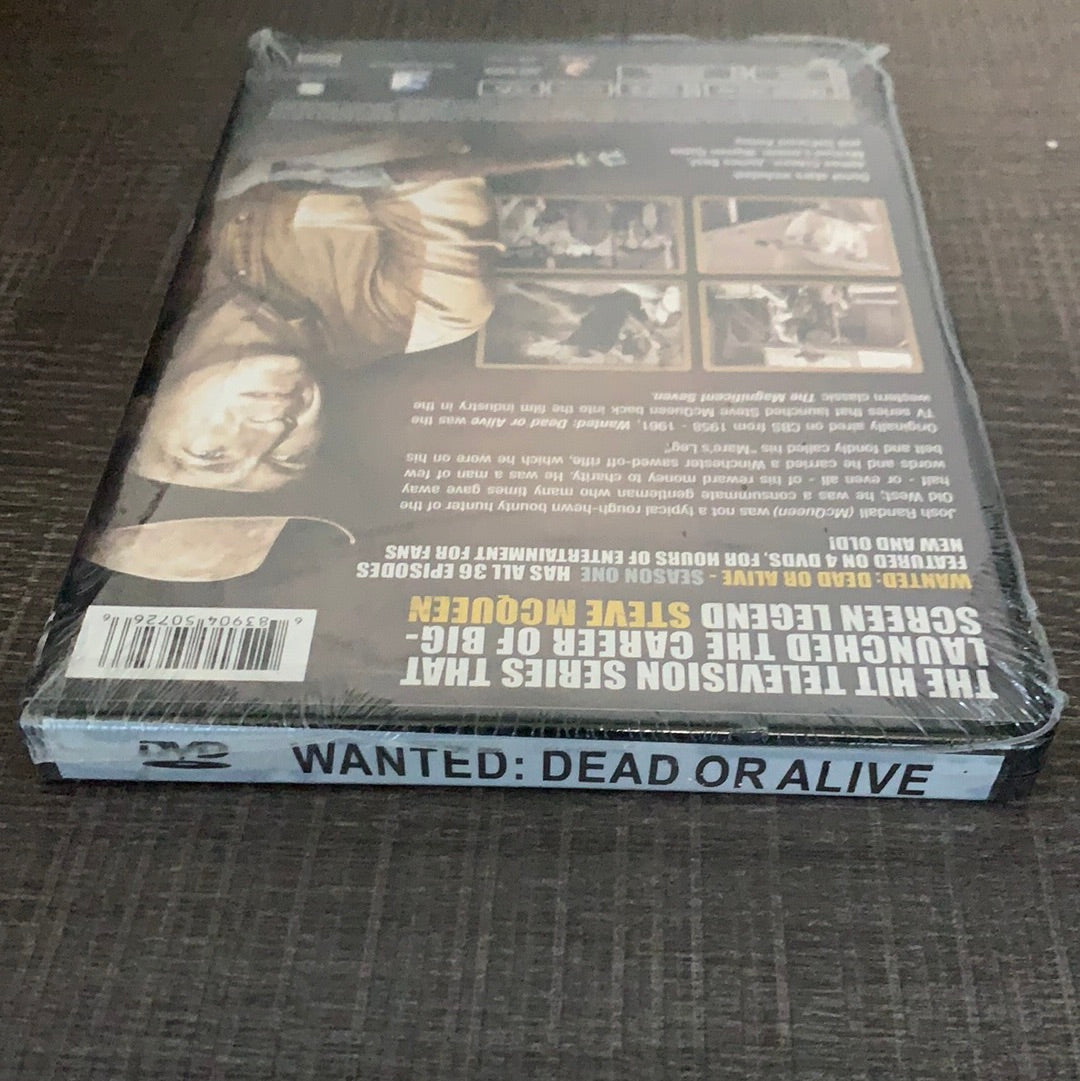 THE HIT TELEVISION SERIES THAT
LAUNCHED THE CAREER OF BIG-
SCREEN LEGEND STEVE MCQUEEN
WANTED: DEAD OR ALIVE - SEASON ONE HAS ALL 36 EPISODES
FEATURED ON 4 DVDS, FOR HOURS OF ENTERTAINMENT FOR FANS
NEW AND OLD!
Josh Randall (McQueen) was not a typical rough-hewn bounty hunter of the
Old West; he was a consummate gentleman who many times gave away
half - or even all - of his reward money to charity. He was a man of few
words and carried a Winchester sawed-off rifle, which he wore on his
belt and fondly called his "Mare's Leg".
Originally aired on CBS from 1958 - 1961, Wanted: Dead or Alive was the
TV series that launched Steve McQueen back into the film industry in the
western classic The Magnificent Seven.
6 83904 50726 6
DVD WANTED: DEAD OR ALIVE